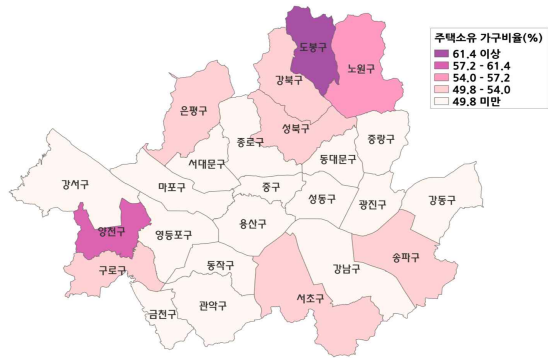 주택소유 가구비율(%)
61.4 이상
57.2 - 61.4
54.0 - 57.2
49.8 - 54.0
49.8 미만
도봉구
노원구
강북구
은평구
성북구
종로구
중랑구
서대문구
동대문구
강서구
마포구
중구
성동구
광진구
강동구
양천구
영등포구
용산구
송파구
구로구
동작구
강남구
서초구
금천구
관악구